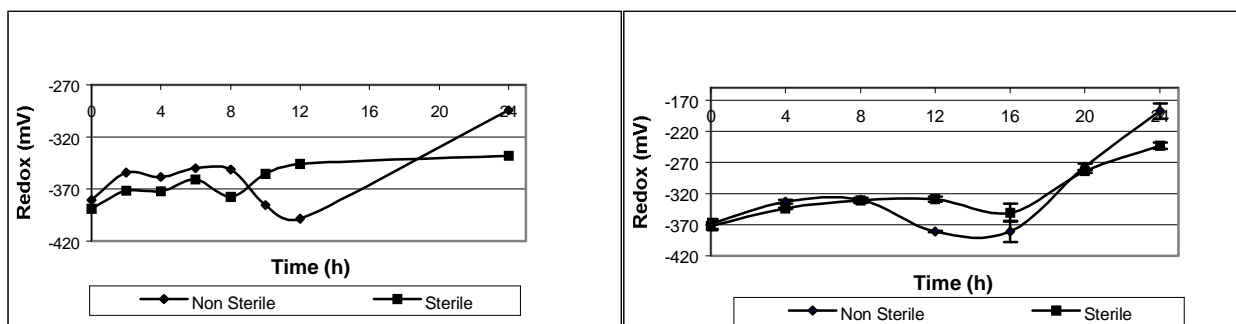 -270
-320
-370
-420
0 4 8 12 16 20 24
Redox (mV)
Time (h)
Non Sterile Sterile
-170
-220
-270
-320
-370
-420
0 4 8 12 16 20 24
Redox (mV)
Time (h)
Non Sterile Sterile